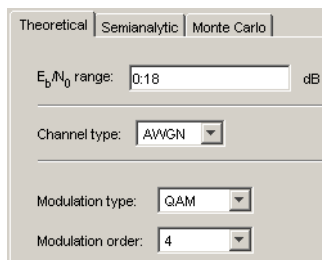 Theoretical Semianalytic Monte Carlo
Eb/N0 range: 0:18 dB
Channel type: AWGN
Modulation type: QAM
Modulation order: 4